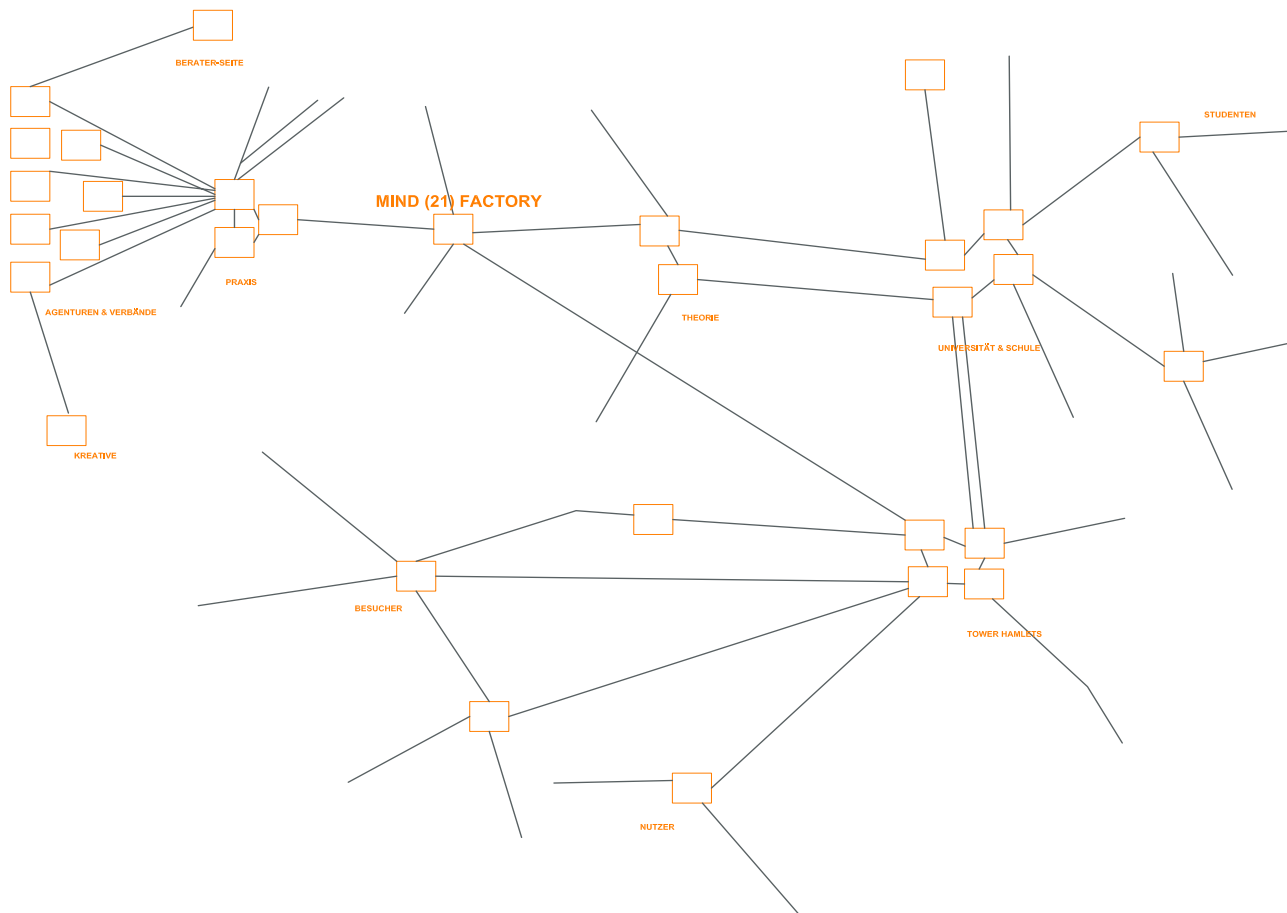 BERATER-SEITE
STUDENTEN
MIND (21) FACTORY
PRAXIS
AGENTUREN & VERBÄNDE
THEORIE
UNIVERSITÄT & SCHULE
KREATIVE
BESUCHER
TOWER HAMLETS
NUTZER